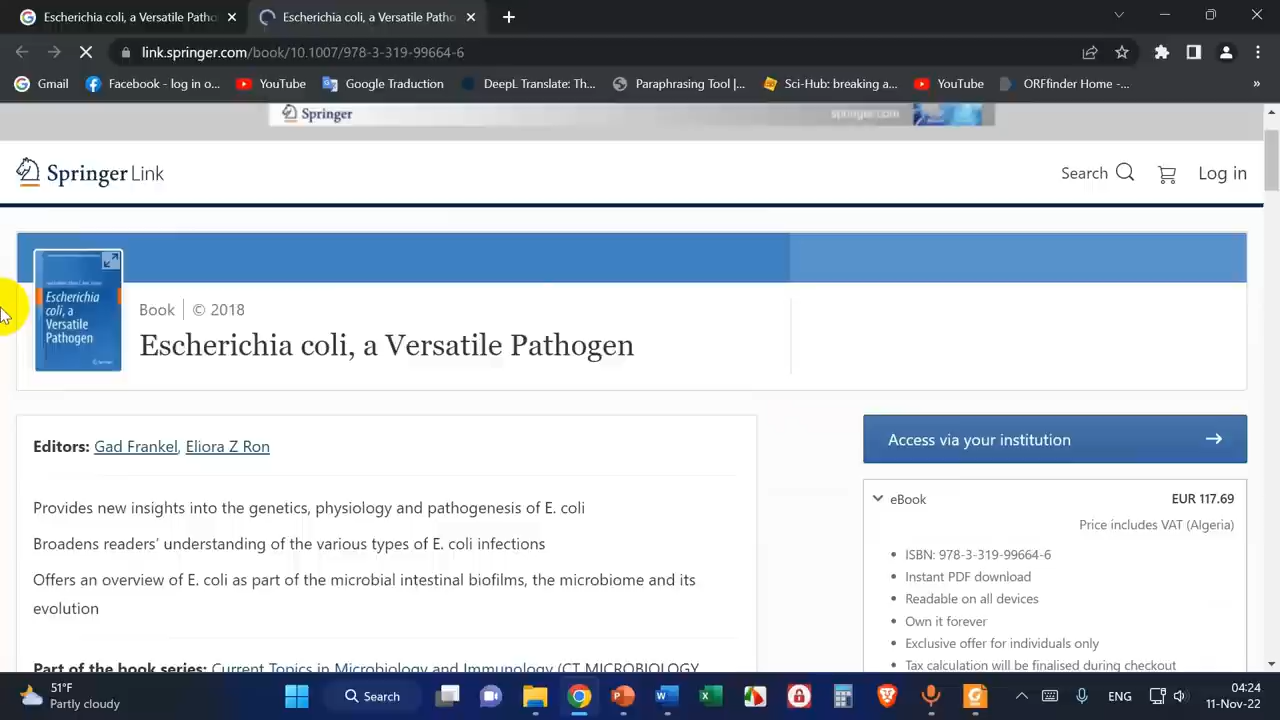 Escherichia coli, a Versatile Patho
Escherichia coli, a Versatile Patho
link.springer.com/book/10.1007/978-3-319-99664-6
Gmail
Facebook - log in o...
YouTube
Google Traduction
DeepL Translate: Th...
Paraphrasing Tool |...
Sci-Hub: breaking a...
YouTube
ORFfinder Home -...
»
Springer
springer.com
Springer Link
Search
Log in
Escherichia
coli, a
Versatile
Pathogen
Book
© 2018
Escherichia coli, a Versatile Pathogen
Editors: Gad Frankel, Eliora Z Ron
Provides new insights into the genetics, physiology and pathogenesis of E. coli
Broadens readers' understanding of the various types of E. coli infections
Offers an overview of E. coli as part of the microbial intestinal biofilms, the microbiome and its
evolution
Part of the book series: Current Topics in Microbiology and Immunology (CT MICROBIOLOGY,
Access via your institution
eBook
EUR 117.69
Price includes VAT (Algeria)
• ISBN: 978-3-319-99664-6
• Instant PDF download
• Readable on all devices
• Own it forever
• Exclusive offer for individuals only
• Tax calculation will be finalised during checkout
51°F
Partly cloudy
Search
ENG
04:24
11-Nov-22